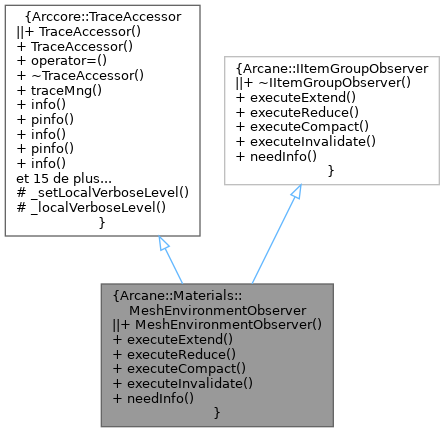 {Arccore::TraceAccessor
||+ TraceAccessor()
+ TraceAccessor()
+ operator=()
+ ~TraceAccessor()
+ traceMng()
+ info()
+ pinfo()
+ info()
+ pinfo()
+ info()
et 15 de plus...
# _setLocalVerboseLevel()
# _localVerboseLevel()
}
{Arcane::IItemGroupObserver
||+ ~IItemGroupObserver()
+ executeExtend()
+ executeReduce()
+ executeCompact()
+ executeInvalidate()
+ needInfo()
}
{Arcane::Materials::
MeshEnvironmentObserver
||+ MeshEnvironmentObserver()
+ executeExtend()
+ executeReduce()
+ executeCompact()
+ executeInvalidate()
+ needInfo()
}